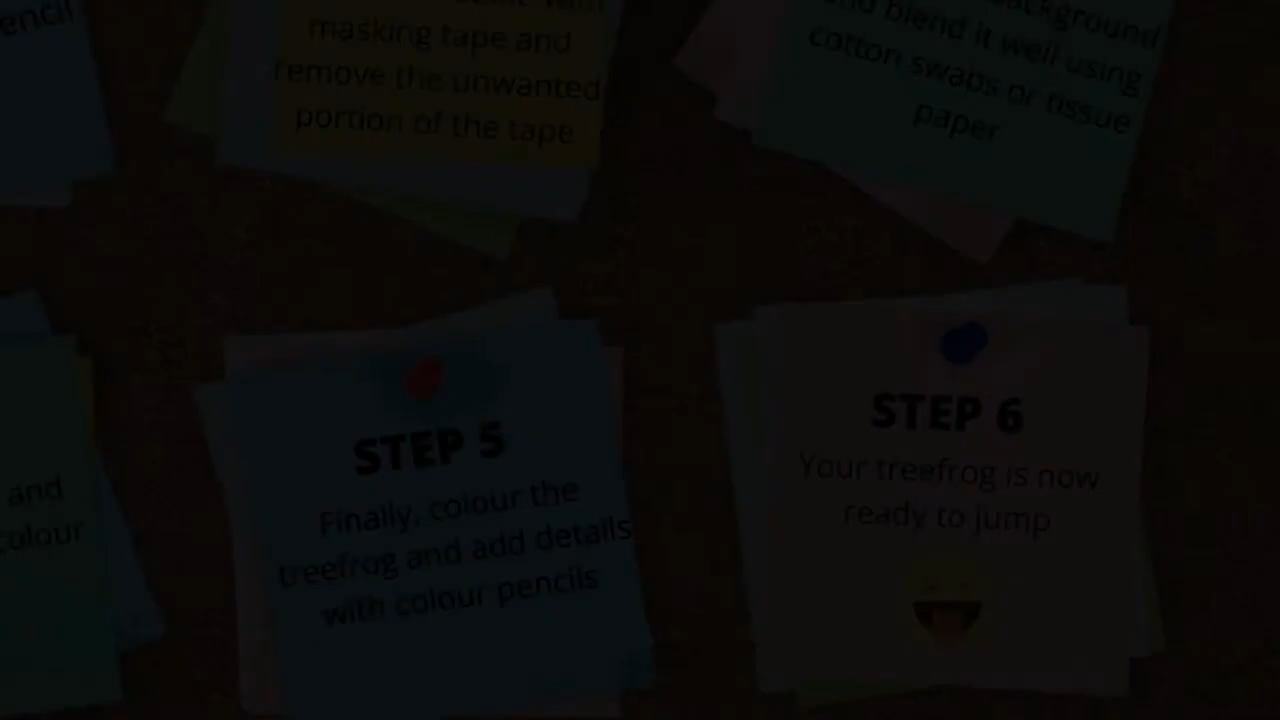 encil
masking tape and
remove the unwanted
portion of the tape
background
and blend it well using
cotton swabs or tissue
paper
and
colour
STEP 5
Finally, colour the
treefrog and add details
with colour pencils
STEP 6
Your treefrog is now
ready to jump